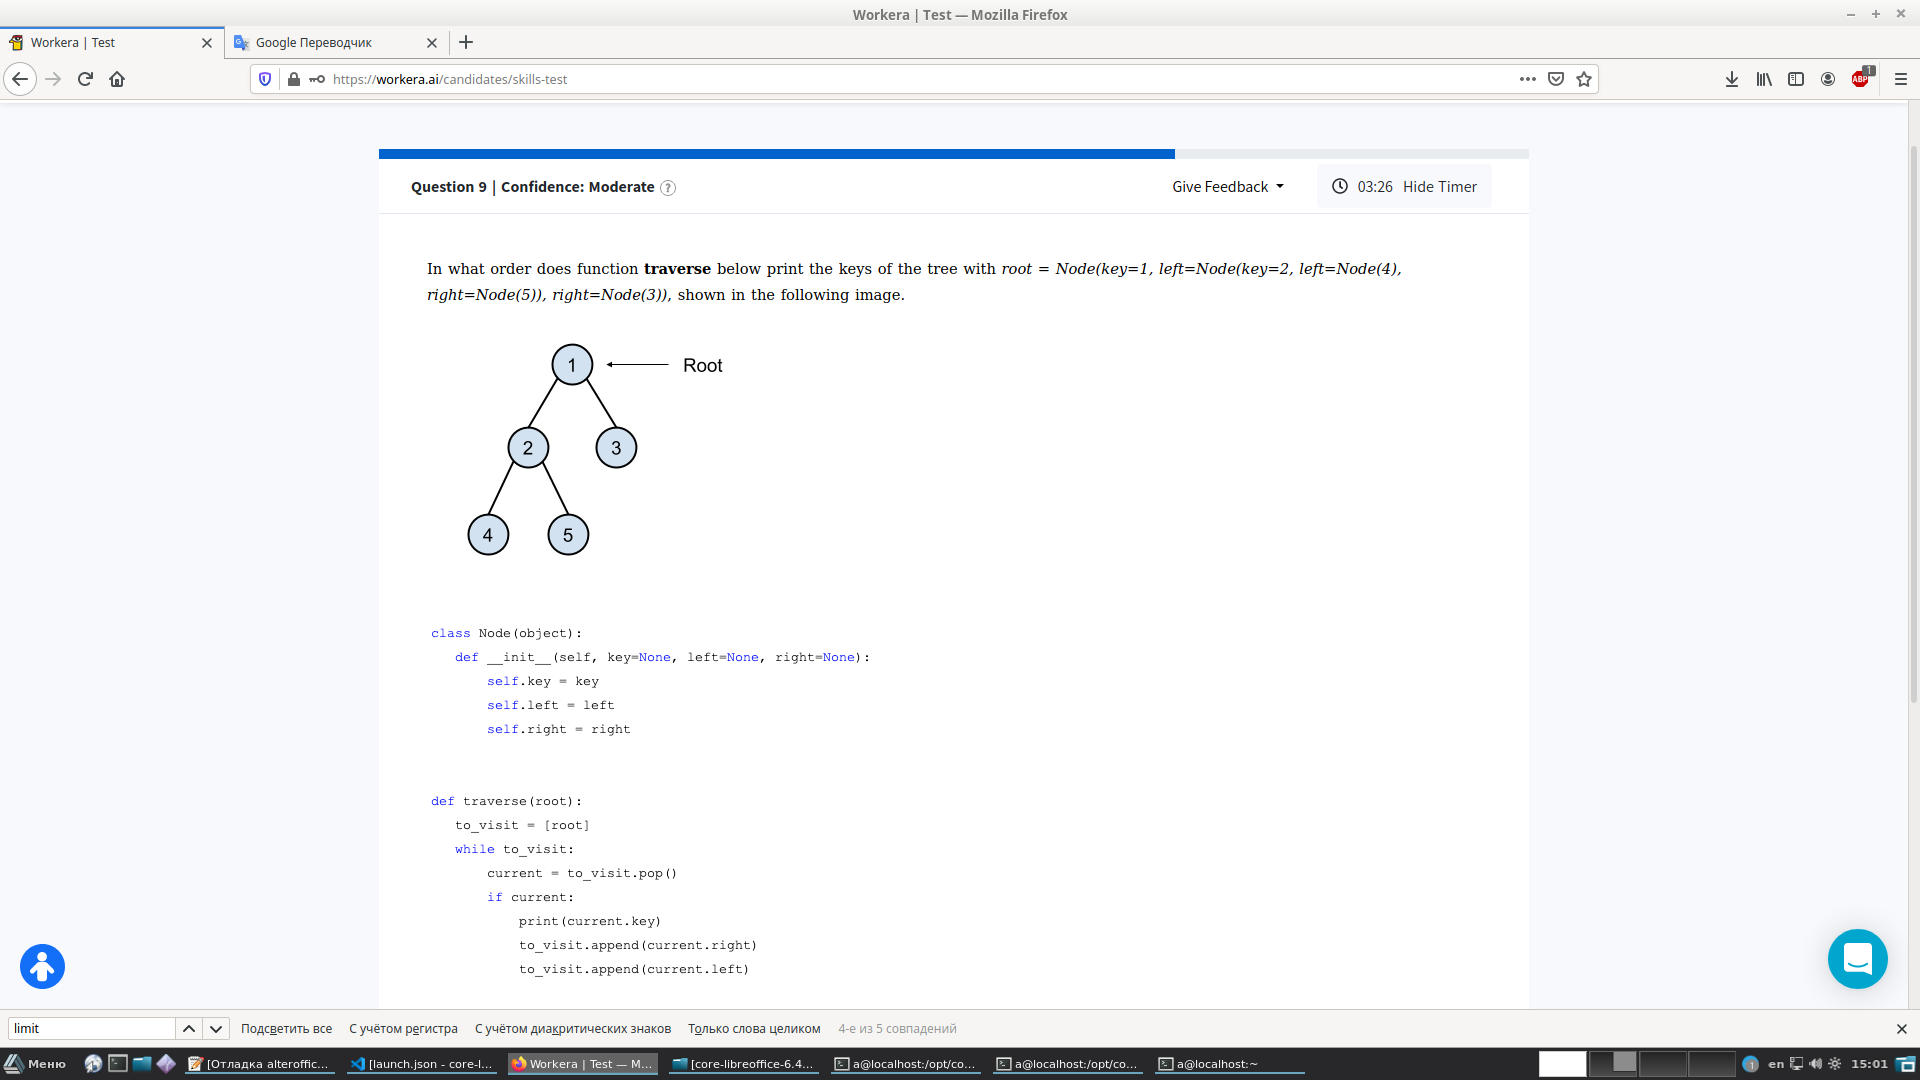 Workera | Test — Mozilla Firefox
Workera | Test
Google Переводчик
https://workera.ai/candidates/skills-test
ABP
1
Question 9 | Confidence: Moderate ?
Give Feedback
03:26 Hide Timer
In what order does function traverse below print the keys of the tree with root = Node(key=1, left=Node(key=2, left=Node(4),
right=Node(5)), right=Node(3)), shown in the following image.
1
Root
2
3
4
5
class Node(object):
def __init__(self, key=None, left=None, right=None):
self.key = key
self.left = left
self.right = right
def traverse(root):
to_visit = [root]
while to_visit:
current = to_visit.pop()
if current:
print(current.key)
to_visit.append(current.right)
to_visit.append(current.left)
limit
Подсветить все
С учётом регистра
С учётом диакритических знаков
Только слова целиком
4-е из 5 совпадений
Меню
[Отладка alteroffic...
[launch.json - core-l...
Workera | Test — M...
[core-libreoffice-6.4...
a@localhost:/opt/co...
a@localhost:/opt/co...
a@localhost:~
1
en
15:01